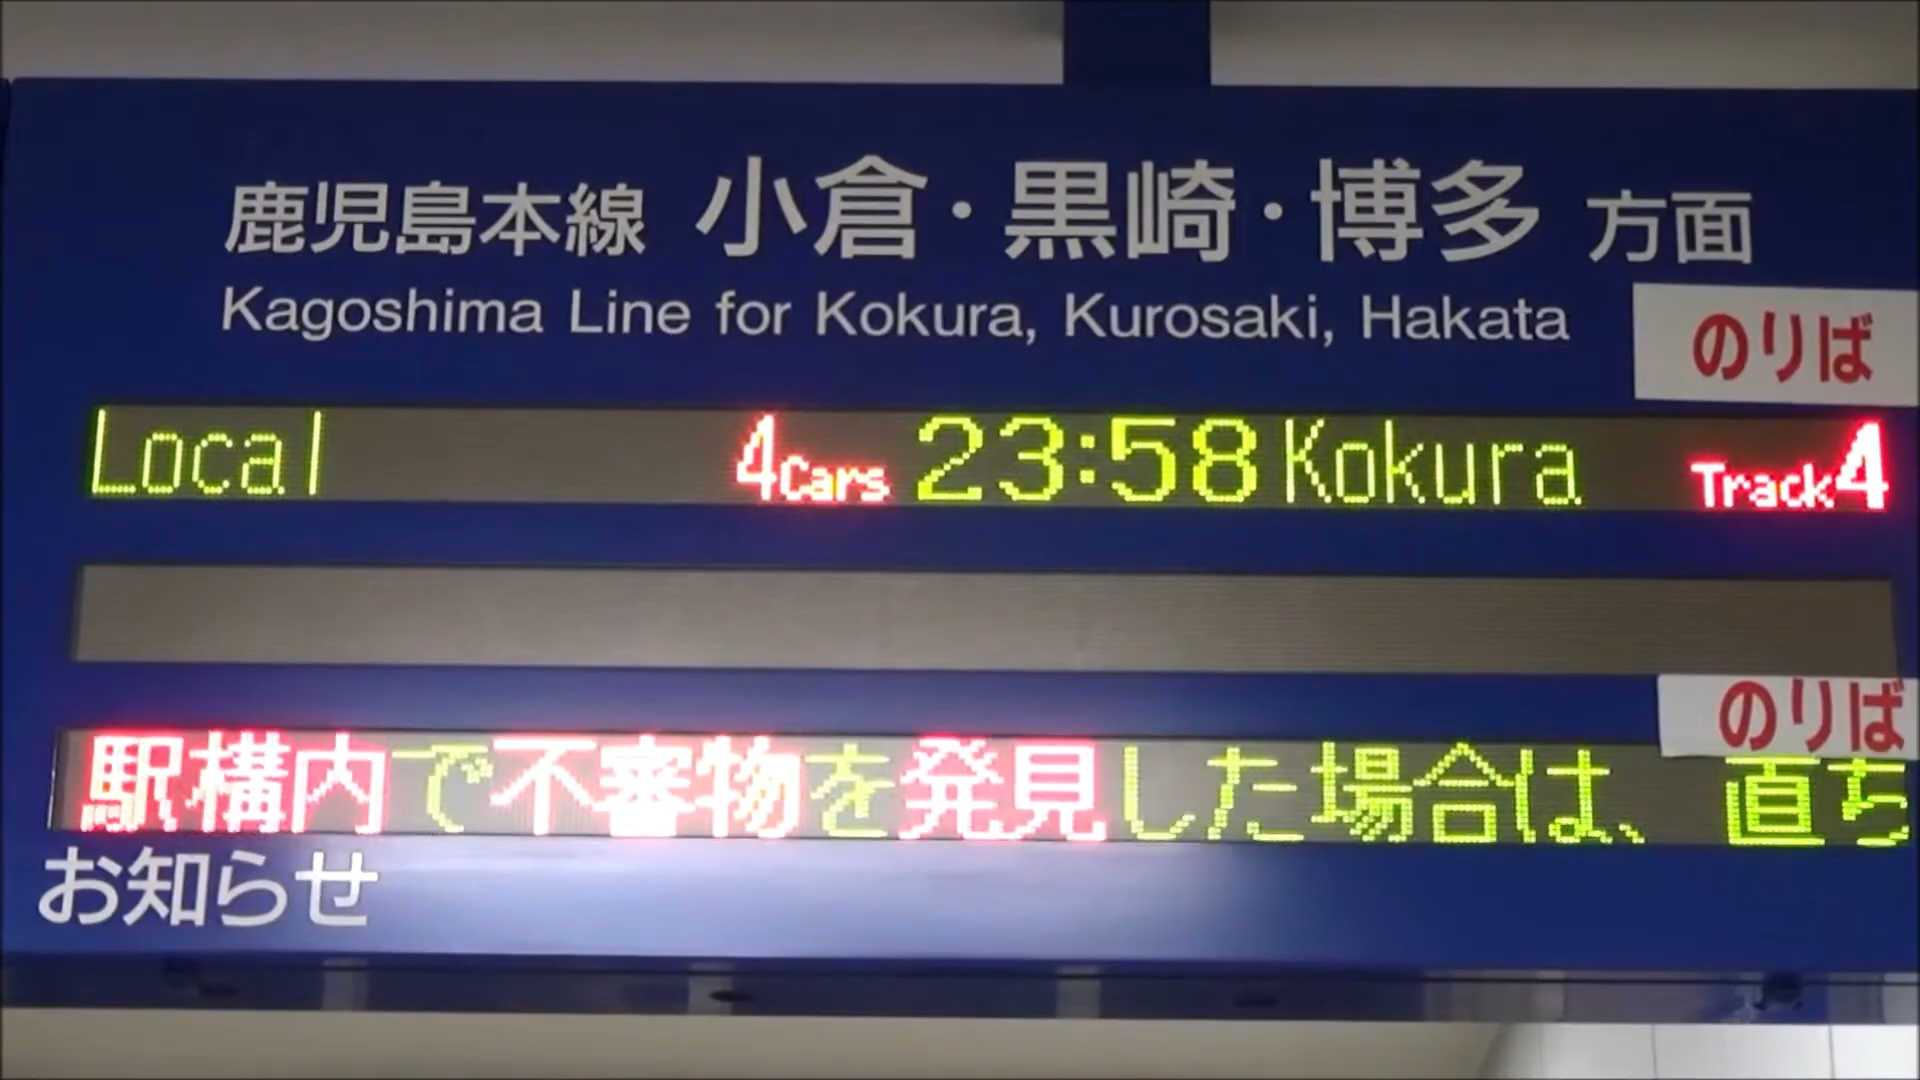 鹿児島本線 小倉・黒崎・博多 方面
Kagoshima Line for Kokura, Kurosaki, Hakata
のりば
Local 4Cars 23:58 Kokura Track4
のりば
駅構内で不審物を発見した場合は、直ち
お知らせ